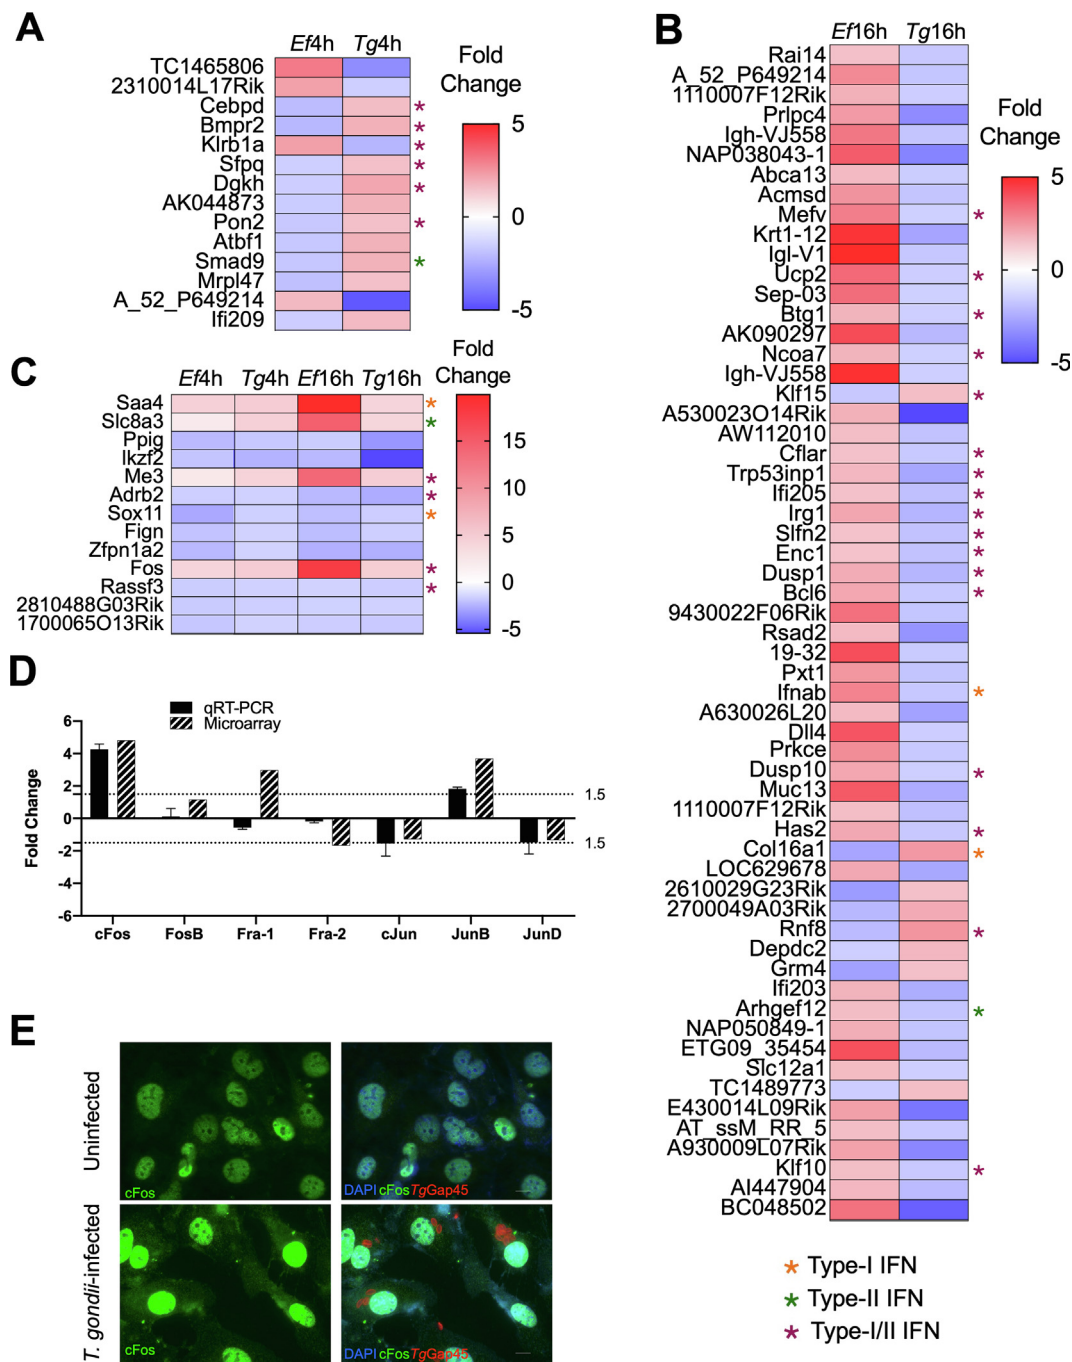 A
Ef4h Tg4h
TC1465806
2310014L17Rik
Cebpd *
Bmpr2 *
Klrb1a *
Sfpq *
Dgkh *
AK044873
Pon2 *
Atbf1
Smad9 *
Mrpl47
A_52_P649214
Ifi209
Fold
Change
5
0
-5
B
Ef16h Tg16h
Rai14
A_52_P649214
1110007F12Rik
Prlpc4
Igh-VJ558
NAP038043-1
Abca13
Acmsd
Mefv *
Krt1-12
Igl-V1
Ucp2 *
Sep-03
Btg1 *
AK090297
Ncoa7 *
Igh-VJ558
Klf15 *
A530023O14Rik
AW112010
Cflar *
Trp53inp1 *
Ifi205 *
Irg1 *
Slfn2 *
Enc1 *
Dusp1 *
Bcl6 *
9430022F06Rik
Rsad2
19-32
Pxt1
Ifnab *
A630026L20
Dll4
Prkce
Dusp10 *
Muc13
1110007F12Rik
Has2 *
Col16a1 *
LOC629678
2610029G23Rik
2700049A03Rik
Rnf8 *
Depdc2
Grm4
Ifi203
Arhgef12 *
NAP050849-1
ETG09_35454
Slc12a1
TC1489773
E430014L09Rik
AT_ssM_RR_5
A930009L07Rik
Klf10 *
AI447904
BC048502
Fold
Change
5
0
-5
* Type-I IFN
* Type-II IFN
* Type-I/II IFN
C
Ef4h Tg4h Ef16h Tg16h
Saa4 *
Slc8a3 *
Ppig
Ikzf2
Me3 *
Adrb2 *
Sox11 *
Fign
Zfpn1a2
Fos *
Rassf3 *
2810488G03Rik
1700065O13Rik
Fold
Change
15
10
5
0
-5
D
qRT-PCR
Microarray
Fold Change
6
4
2
0
-2
-4
-6
1.5
1.5
cFos FosB Fra-1 Fra-2 cJun JunB JunD
E
Uninfected
cFos
DAPI cFos TgGap45
T. gondii-infected
cFos
DAPI cFos TgGap45